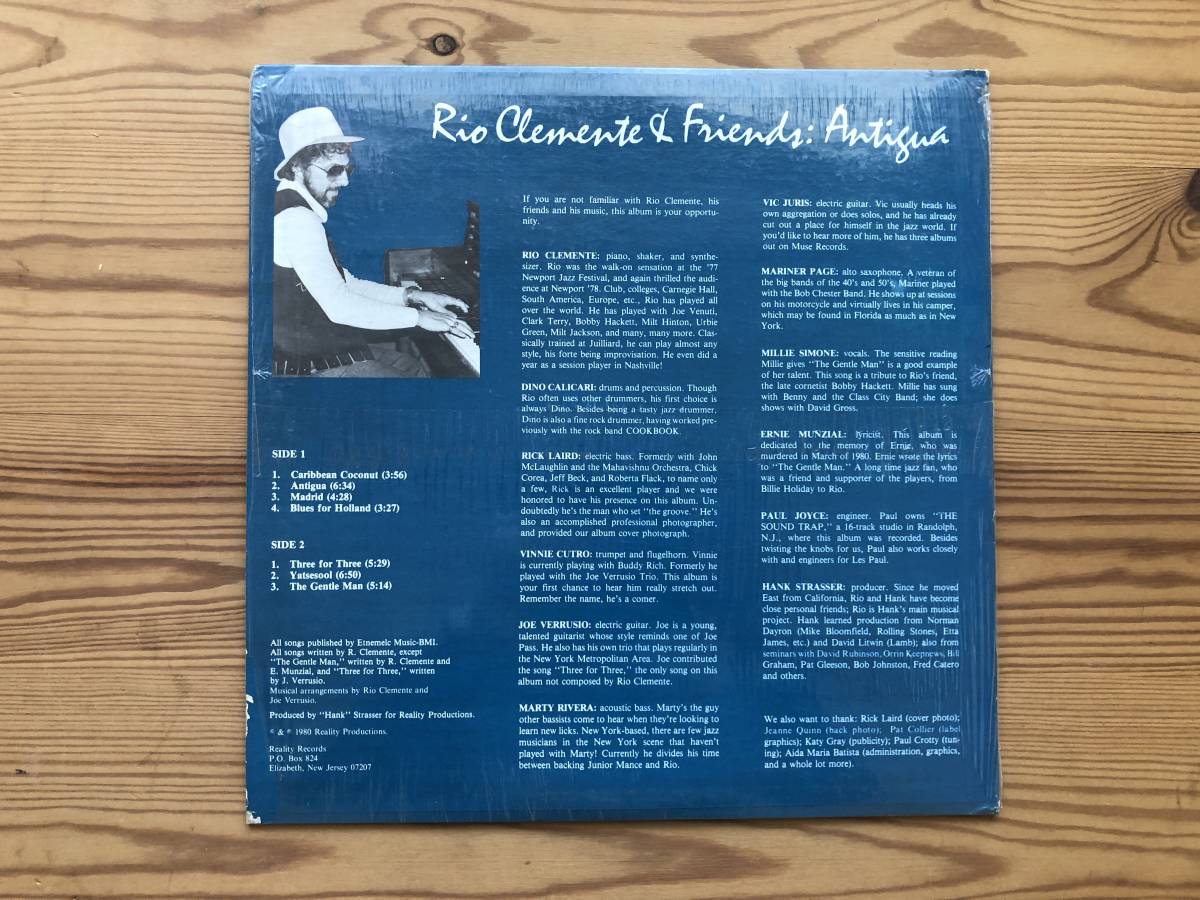 Rio Clemente & Friends: Antigua
SIDE 1
1. Caribbean Coconut (3:56)
2. Antigua (6:34)
3. Madrid (4:28)
4. Blues for Holland (3:27)
SIDE 2
1. Three for Three (5:29)
2. Yatsesool (6:50)
3. The Gentle Man (5:14)
All songs published by Etnemelc Music-BMI.
All songs written by R. Clemente, except
"The Gentle Man," written by R. Clemente and
E. Munzial, and "Three for Three," written
by J. Verrusio.
Musical arrangements by Rio Clemente and
Joe Verrusio.
Produced by "Hank" Strasser for Reality Productions.
© & ℗ 1980 Reality Productions.
Reality Records
P.O. Box 824
Elizabeth, New Jersey 07207
If you are not familiar with Rio Clemente, his
friends and his music, this album is your opportu-
nity.
RIO CLEMENTE: piano, shaker, and synthe-
sizer. Rio was the walk-on sensation at the '77
Newport Jazz Festival, and again thrilled the audi-
ence at Newport '78. Club, colleges, Carnegie Hall,
South America, Europe, etc., Rio has played all
over the world. He has played with Joe Venuti,
Clark Terry, Bobby Hackett, Milt Hinton, Urbie
Green, Milt Jackson, and many, many more. Clas-
sically trained at Juilliard, he can play almost any
style, his forte being improvisation. He even did a
year as a session player in Nashville!
DINO CALICARI: drums and percussion. Though
Rio often uses other drummers, his first choice is
always Dino. Besides being a tasty jazz drummer,
Dino is also a fine rock drummer, having worked pre-
viously with the rock band COOKBOOK.
RICK LAIRD: electric bass. Formerly with John
McLaughlin and the Mahavishnu Orchestra, Chick
Corea, Jeff Beck, and Roberta Flack, to name only
a few, Rick is an excellent player and we were
honored to have his presence on this album. Un-
doubtedly he's the man who set "the groove." He's
also an accomplished professional photographer,
and provided our album cover photograph.
VINNIE CUTRO: trumpet and flugelhorn. Vinnie
is currently playing with Buddy Rich. Formerly he
played with the Joe Verrusio Trio. This album is
your first chance to hear him really stretch out.
Remember the name, he's a comer.
JOE VERRUSIO: electric guitar. Joe is a young,
talented guitarist whose style reminds one of Joe
Pass. He also has his own trio that plays regularly in
the New York Metropolitan Area. Joe contributed
the song "Three for Three," the only song on this
album not composed by Rio Clemente.
MARTY RIVERA: acoustic bass. Marty's the guy
other bassists come to hear when they're looking to
learn new licks. New York-based, there are few jazz
musicians in the New York scene that haven't
played with Marty! Currently he divides his time
between backing Junior Mance and Rio.
VIC JURIS: electric guitar. Vic usually heads his
own aggregation or does solos, and he has already
cut out a place for himself in the jazz world. If
you'd like to hear more of him, he has three albums
out on Muse Records.
MARINER PAGE: alto saxophone. A veteran of
the big bands of the 40's and 50's, Mariner played
with the Bob Chester Band. He shows up at sessions
on his motorcycle and virtually lives in his camper,
which may be found in Florida as much as in New
York.
MILLIE SIMONE: vocals. The sensitive reading
Millie gives "The Gentle Man" is a good example
of her talent. This song is a tribute to Rio's friend,
the late cornetist Bobby Hackett. Millie has sung
with Benny and the Class City Band; she does
shows with David Gross.
ERNIE MUNZIAL: lyricist. This album is
dedicated to the memory of Ernie, who was
murdered in March of 1980. Ernie wrote the lyrics
to "The Gentle Man." A long time jazz fan, who
was a friend and supporter of the players, from
Billie Holiday to Rio.
PAUL JOYCE: engineer. Paul owns "THE
SOUND TRAP," a 16-track studio in Randolph,
N.J., where this album was recorded. Besides
twisting the knobs for us, Paul also works closely
with and engineers for Les Paul.
HANK STRASSER: producer. Since he moved
East from California, Rio and Hank have become
close personal friends; Rio is Hank's main musical
project. Hank learned production from Norman
Dayron (Mike Bloomfield, Rolling Stones, Etta
James, etc.) and David Litwin (Lamb); also from
seminars with David Rubinson, Orrin Keepnews, Bill
Graham, Pat Gleeson, Bob Johnston, Fred Catero
and others.
We also want to thank: Rick Laird (cover photo);
Jeanne Quinn (back photo); Pat Collier (label
graphics); Katy Gray (publicity); Paul Crotty (tun-
ing); Aida Maria Batista (administration, graphics,
and a whole lot more).